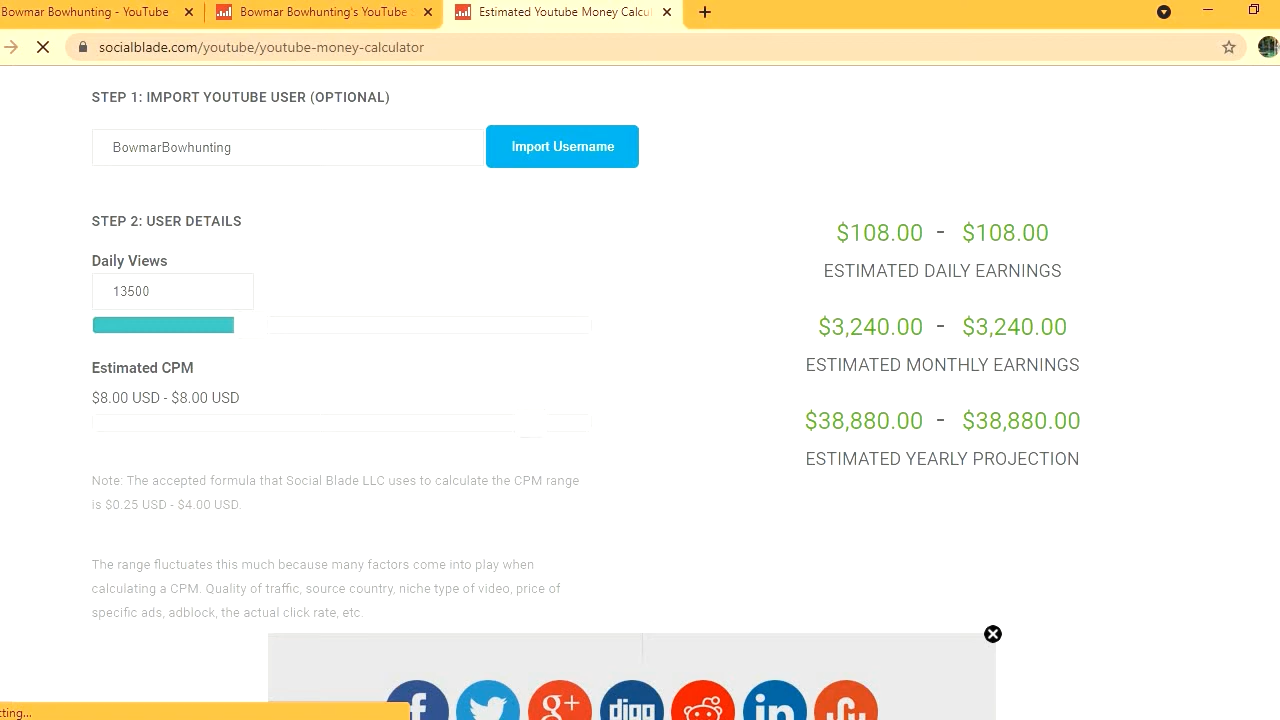 Bowmar Bowhunting - YouTube
Bowmar Bowhunting's YouTube
Estimated Youtube Money Calcul
socialblade.com/youtube/youtube-money-calculator
STEP 1: IMPORT YOUTUBE USER (OPTIONAL)
BowmarBowhunting
Import Username
STEP 2: USER DETAILS
Daily Views
13500
Estimated CPM
$8.00 USD - $8.00 USD
Note: The accepted formula that Social Blade LLC uses to calculate the CPM range
is $0.25 USD - $4.00 USD.
The range fluctuates this much because many factors come into play when
calculating a CPM. Quality of traffic, source country, niche type of video, price of
specific ads, adblock, the actual click rate, etc.
$108.00 - $108.00
ESTIMATED DAILY EARNINGS
$3,240.00 - $3,240.00
ESTIMATED MONTHLY EARNINGS
$38,880.00 - $38,880.00
ESTIMATED YEARLY PROJECTION
g+
digg
in
cting...